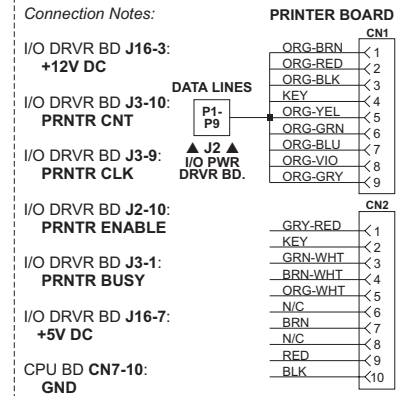 Connection Notes:
I/O DRVR BD J16-3:
+12V DC
I/O DRVR BD J3-10:
PRNTR CNT
I/O DRVR BD J3-9:
PRNTR CLK
I/O DRVR BD J2-10:
PRNTR ENABLE
I/O DRVR BD J3-1:
PRNTR BUSY
I/O DRVR BD J16-7:
+5V DC
CPU BD CN7-10:
GND
DATA LINES
P1-
P9
▲ J2 ▲
I/O PWR
DRVR BD.
PRINTER BOARD
CN1
ORG-BRN 1
ORG-RED 2
ORG-BLK 3
KEY 4
ORG-YEL 5
ORG-GRN 6
ORG-BLU 7
ORG-VIO 8
ORG-GRY 9
CN2
GRY-RED 1
KEY 2
GRN-WHT 3
BRN-WHT 4
ORG-WHT 5
N/C 6
BRN 7
N/C 8
RED 9
BLK 10